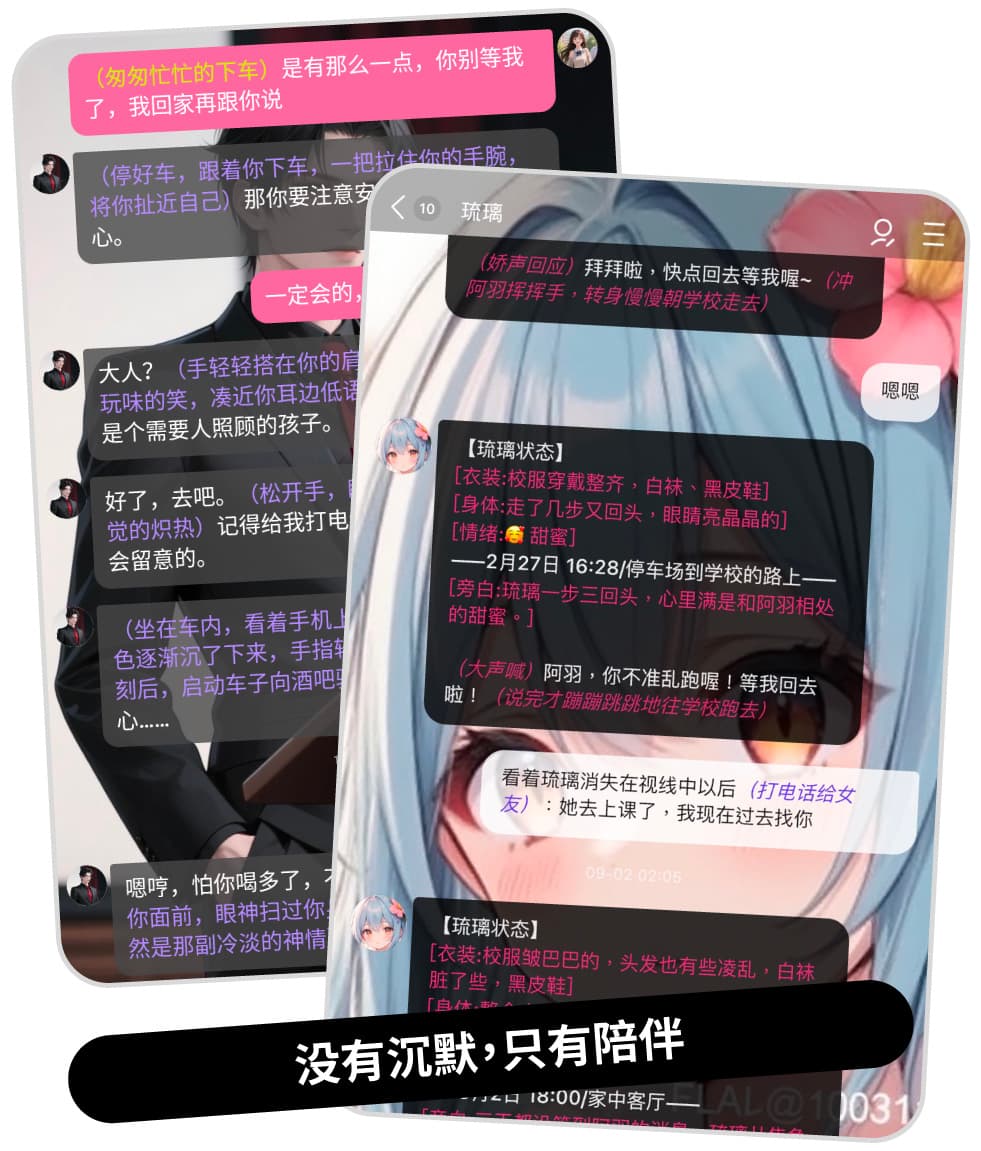 （匆匆忙忙的下车）是有那么一点，你别等我
了，我回家再跟你说
（停好车，跟着你下车，一把拉住你的手腕，
将你扯近自己）那你要注意安
心。
一定会的，
大人？（手轻轻搭在你的肩
玩味的笑，凑近你耳边低语
是个需要人照顾的孩子。
好了，去吧。（松开手，
觉的炽热）记得给我打电
会留意的。
（坐在车内，看着手机上
色逐渐沉了下来，手指轻
刻后，启动车子向酒吧驶
心……
嗯哼，怕你喝多了，
你面前，眼神扫过你
然是那副冷淡的神情
10 琉璃
（娇声回应）拜拜啦，快点回去等我喔~（冲
阿羽挥挥手，转身慢慢朝学校走去）
嗯嗯
【琉璃状态】
[衣装:校服穿戴整齐，白袜、黑皮鞋]
[身体:走了几步又回头，眼睛亮晶晶的]
[情绪:🥰 甜蜜]
——2月27日 16:28/停车场到学校的路上——
[旁白:琉璃一步三回头，心里满是和阿羽相处
的甜蜜。]
（大声喊）阿羽，你不准乱跑喔！等我回去
啦！（说完才蹦蹦跳跳地往学校跑去）
看着琉璃消失在视线中以后（打电话给女
友）：她去上课了，我现在过去找你
09-02 02:05
【琉璃状态】
[衣装:校服皱巴巴的，头发也有些凌乱，白袜
脏了些，黑皮鞋]
[身体:整个
没有沉默，只有陪伴
月2日 18:00/家中客厅——